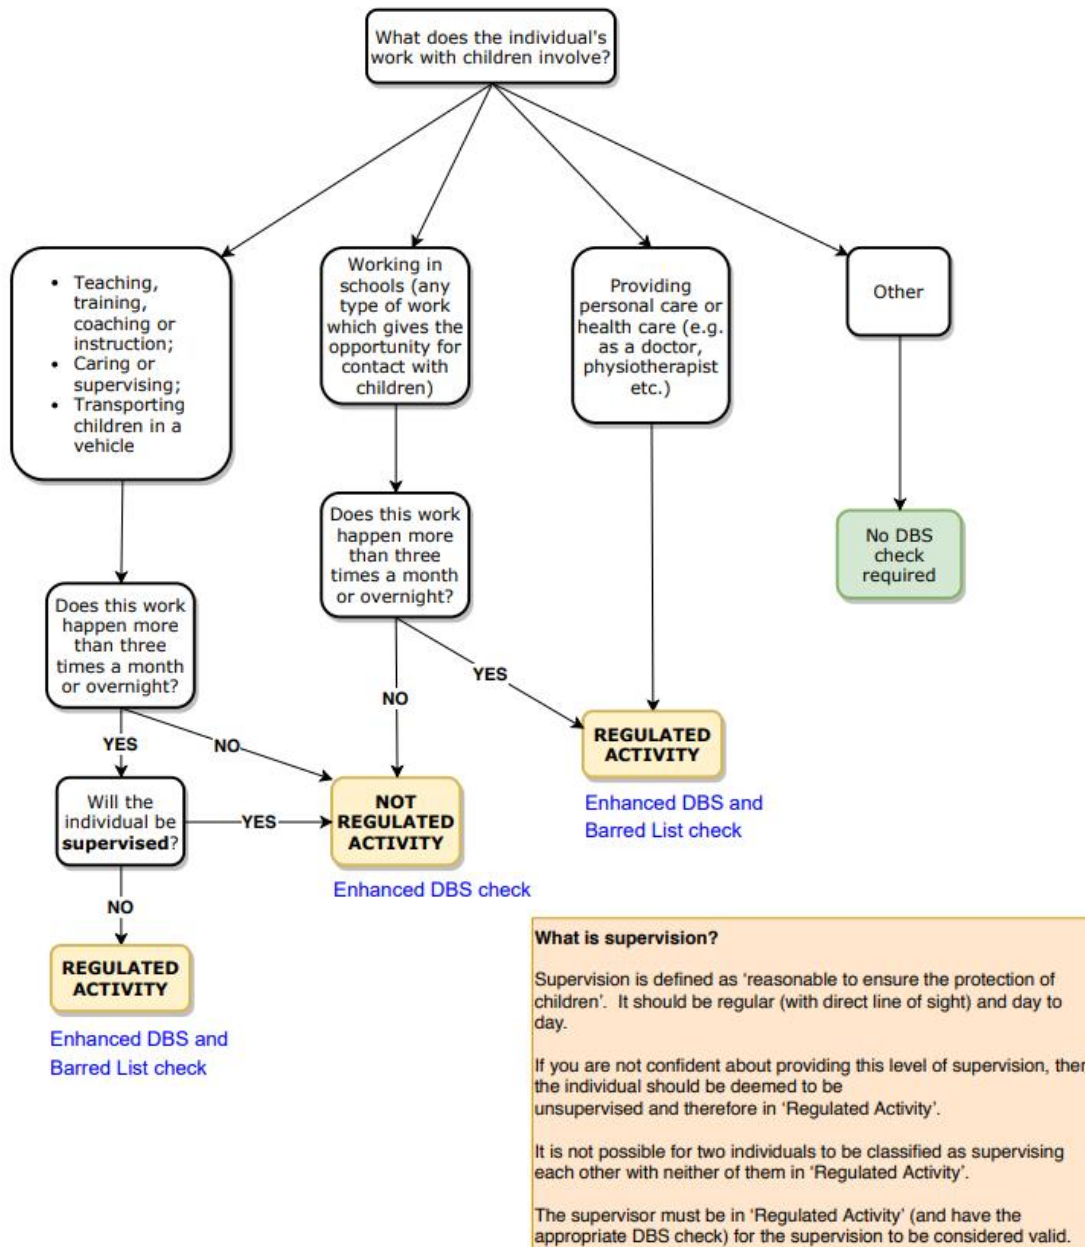 What does the individual's
work with children involve?
• Teaching,
training,
coaching or
instruction;
• Caring or
supervising;
• Transporting
children in a
vehicle
Working in
schools (any
type of work
which gives the
opportunity for
contact with
children)
Providing
personal care or
health care (e.g.
as a doctor,
physiotherapist
etc.)
Other
Does this work
happen more
than three
times a month
or overnight?
No DBS
check
required
Does this work
happen more
than three
times a month
or overnight?
YES
NO
YES
NO
REGULATED
ACTIVITY
Enhanced DBS and
Barred List check
Will the
individual be
supervised?
YES
NOT
REGULATED
ACTIVITY
Enhanced DBS check
NO
REGULATED
ACTIVITY
Enhanced DBS and
Barred List check
What is supervision?
Supervision is defined as ‘reasonable to ensure the protection of
children’. It should be regular (with direct line of sight) and day to
day.
If you are not confident about providing this level of supervision, then
the individual should be deemed to be
unsupervised and therefore in ‘Regulated Activity’.
It is not possible for two individuals to be classified as supervising
each other with neither of them in ‘Regulated Activity’.
The supervisor must be in ‘Regulated Activity’ (and have the
appropriate DBS check) for the supervision to be considered valid.